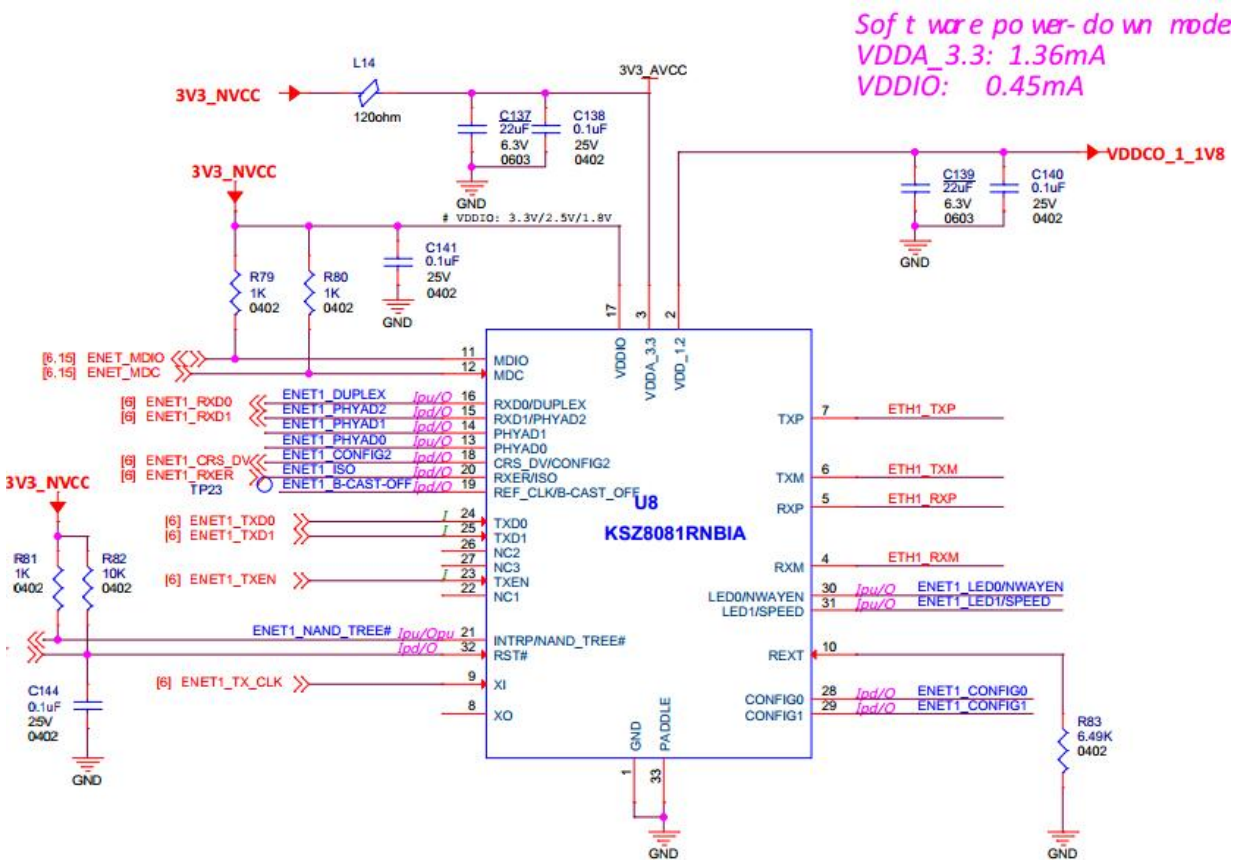 Soft ware po wer-do wn mode
VDDA_3.3: 1.36mA
VDDIO: 0.45mA
L14
3V3_NVCC
120ohm
3V3_AVCC
C137
22uF
6.3V
0603
C138
0.1uF
25V
0402
GND
VDDCO_1_1V8
C139
22uF
6.3V
0603
C140
0.1uF
25V
0402
GND
3V3_NVCC
# VDDIO: 3.3V/2.5V/1.8V
R79
1K
0402
R80
1K
0402
C141
0.1uF
25V
0402
GND
17
3
2
VDDIO
VDDA_3.3
VDD_1.2
[6,15] ENET_MDIO 11 MDIO
[6,15] ENET_MDC 12 MDC
[6] ENET1_RXD0 ENET1_DUPLEX Ipu/O 16 RXD0/DUPLEX
[6] ENET1_RXD1 ENET1_PHYAD2 Ipd/O 15 RXD1/PHYAD2
ENET1_PHYAD1 Ipd/O 14 PHYAD1
ENET1_PHYAD0 Ipu/O 13 PHYAD0
[6] ENET1_CRS_DV ENET1_CONFIG2 Ipd/O 18 CRS_DV/CONFIG2
[6] ENET1_RXER ENET1_ISO Ipd/O 20 RXER/ISO
TP23 ENET1_B-CAST-OFF Ipd/O 19 REF_CLK/B-CAST_OFF
U8
KSZ8081RNBIA
[6] ENET1_TXD0 I 24 TXD0
[6] ENET1_TXD1 I 25 TXD1
26 NC2
27 NC3
[6] ENET1_TXEN I 23 TXEN
22 NC1
3V3_NVCC
R81
1K
0402
R82
10K
0402
ENET1_NAND_TREE# Ipu/Opu 21 INTRP/NAND_TREE#
Ipd/O 32 RST#
[6] ENET1_TX_CLK 9 XI
8 XO
C144
0.1uF
25V
0402
GND
TXP 7 ETH1_TXP
TXM 6 ETH1_TXM
RXP 5 ETH1_RXP
RXM 4 ETH1_RXM
LED0/NWAYEN 30 Ipu/O ENET1_LED0/NWAYEN
LED1/SPEED 31 Ipu/O ENET1_LED1/SPEED
REXT 10
CONFIG0 28 Ipd/O ENET1_CONFIG0
CONFIG1 29 Ipd/O ENET1_CONFIG1
R83
6.49K
0402
GND
GND
PADDLE
1
33
GND